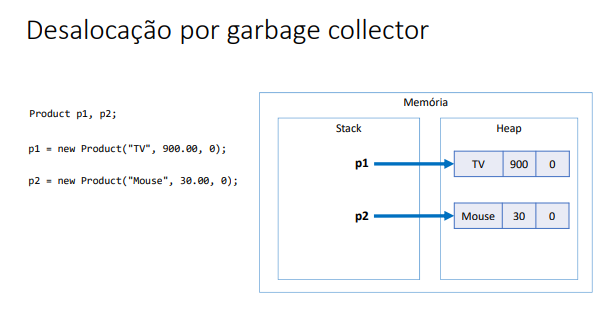 Desalocação por garbage collector
Product p1, p2;
p1 = new Product("TV", 900.00, 0);
p2 = new Product("Mouse", 30.00, 0);
Memória
Stack
Heap
p1
TV 900 0
p2
Mouse 30 0